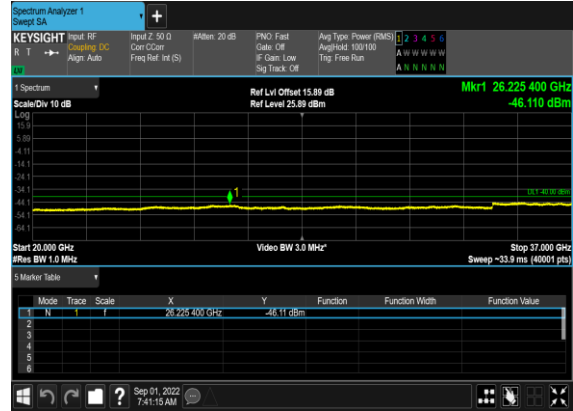 Spectrum Analyzer 1
Swept SA
+
KEYSIGHT Input: RF Input Z: 50 Ω #Atten: 20 dB PNO: Fast Avg Type: Power (RMS) 1 2 3 4 5 6
R T Coupling: DC Corr CCorr Gate: Off Avg|Hold: 100/100 A W W W W W
Align: Auto Freq Ref: Int (S) IF Gain: Low Trig: Free Run
Sig Track: Off A N N N N N
LM
1 Spectrum Ref Lvl Offset 15.89 dB Mkr1 26.225 400 GHz
Scale/Div 10 dB Ref Level 25.89 dBm -46.110 dBm
Log
15.9
5.89
-4.11
-14.1
-24.1
-34.1 1 DL1 -40.00 dBm
-44.1
-54.1
-64.1
Start 20.000 GHz Video BW 3.0 MHz* Stop 37.000 GHz
#Res BW 1.0 MHz Sweep ~33.9 ms (40001 pts)
5 Marker Table
Mode Trace Scale X Y Function Function Width Function Value
1 N 1 f 26.225 400 GHz -46.11 dBm
2
3
4
5
6
? Sep 01, 2022
7:41:15 AM